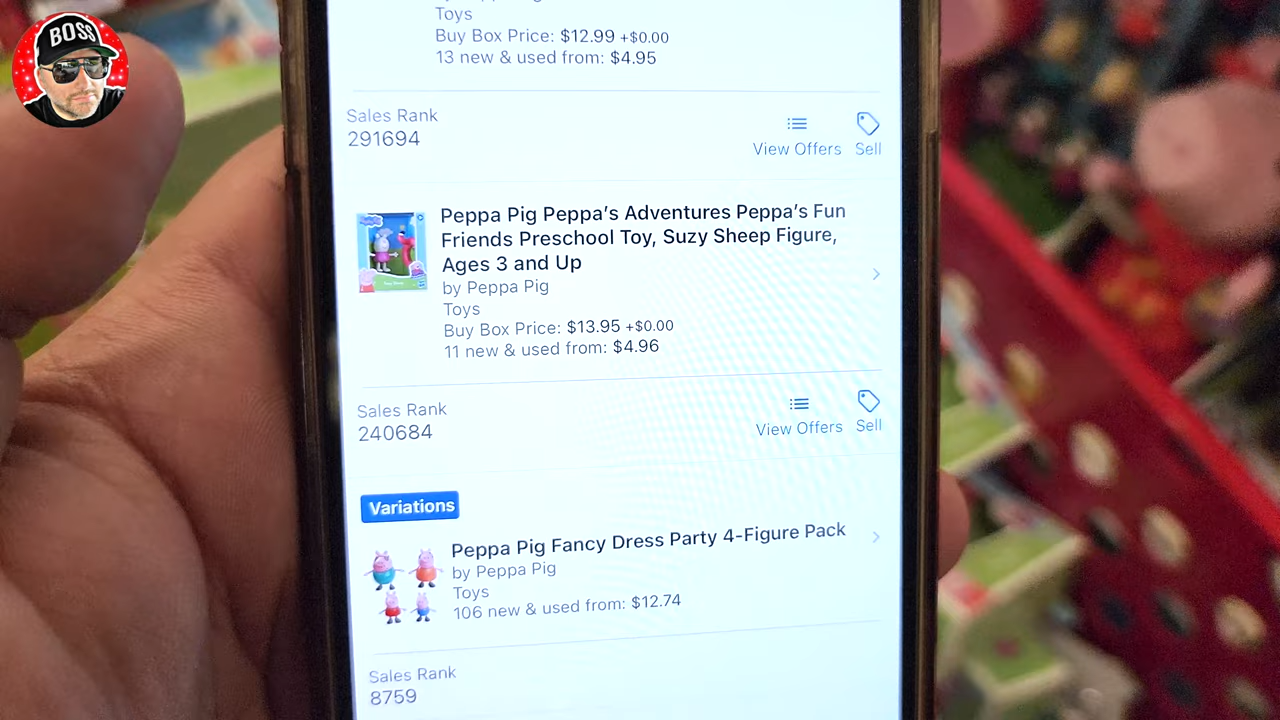 BOSS
Toys
Buy Box Price: $12.99 +$0.00
13 new & used from: $4.95
Sales Rank
291694
View Offers
Sell
Peppa Pig Peppa's Adventures Peppa's Fun
Friends Preschool Toy, Suzy Sheep Figure,
Ages 3 and Up
by Peppa Pig
Toys
Buy Box Price: $13.95 +$0.00
11 new & used from: $4.96
Sales Rank
240684
View Offers
Sell
Variations
Peppa Pig Fancy Dress Party 4-Figure Pack
by Peppa Pig
Toys
106 new & used from: $12.74
Sales Rank
8759